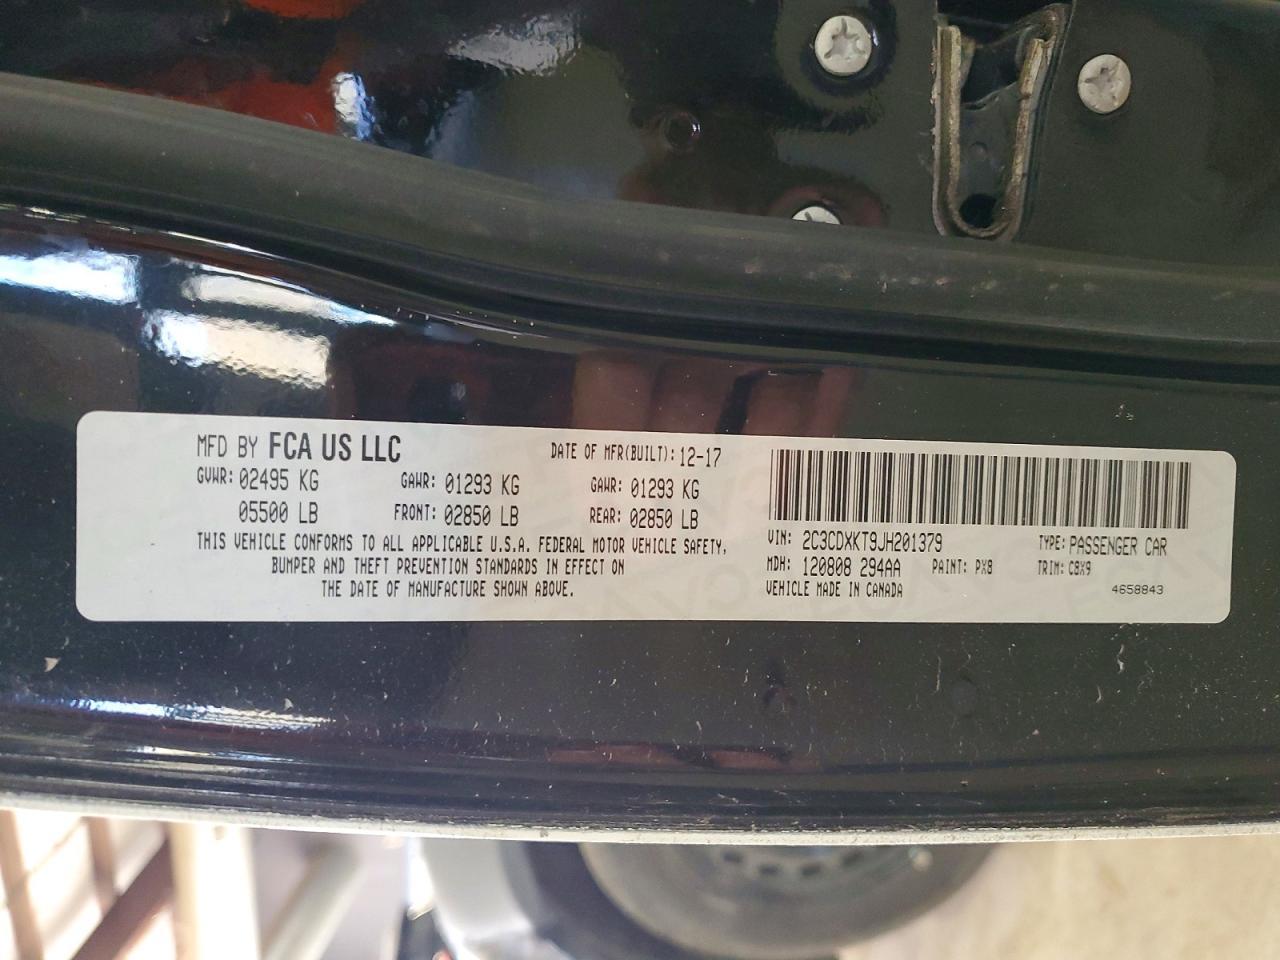 MFD BY FCA US LLC DATE OF MFR(BUILT): 12-17
GVWR: 02495 KG GAWR: 01293 KG GAWR: 01293 KG
05500 LB FRONT: 02850 LB REAR: 02850 LB
THIS VEHICLE CONFORMS TO ALL APPLICABLE U.S.A. FEDERAL MOTOR VEHICLE SAFETY,
BUMPER AND THEFT PREVENTION STANDARDS IN EFFECT ON
THE DATE OF MANUFACTURE SHOWN ABOVE.
VIN: 2C3CDXKT9JH201379 TYPE: PASSENGER CAR
MDH: 120808 294AA PAINT: PX8 TRIM: C8X9
VEHICLE MADE IN CANADA 4658843